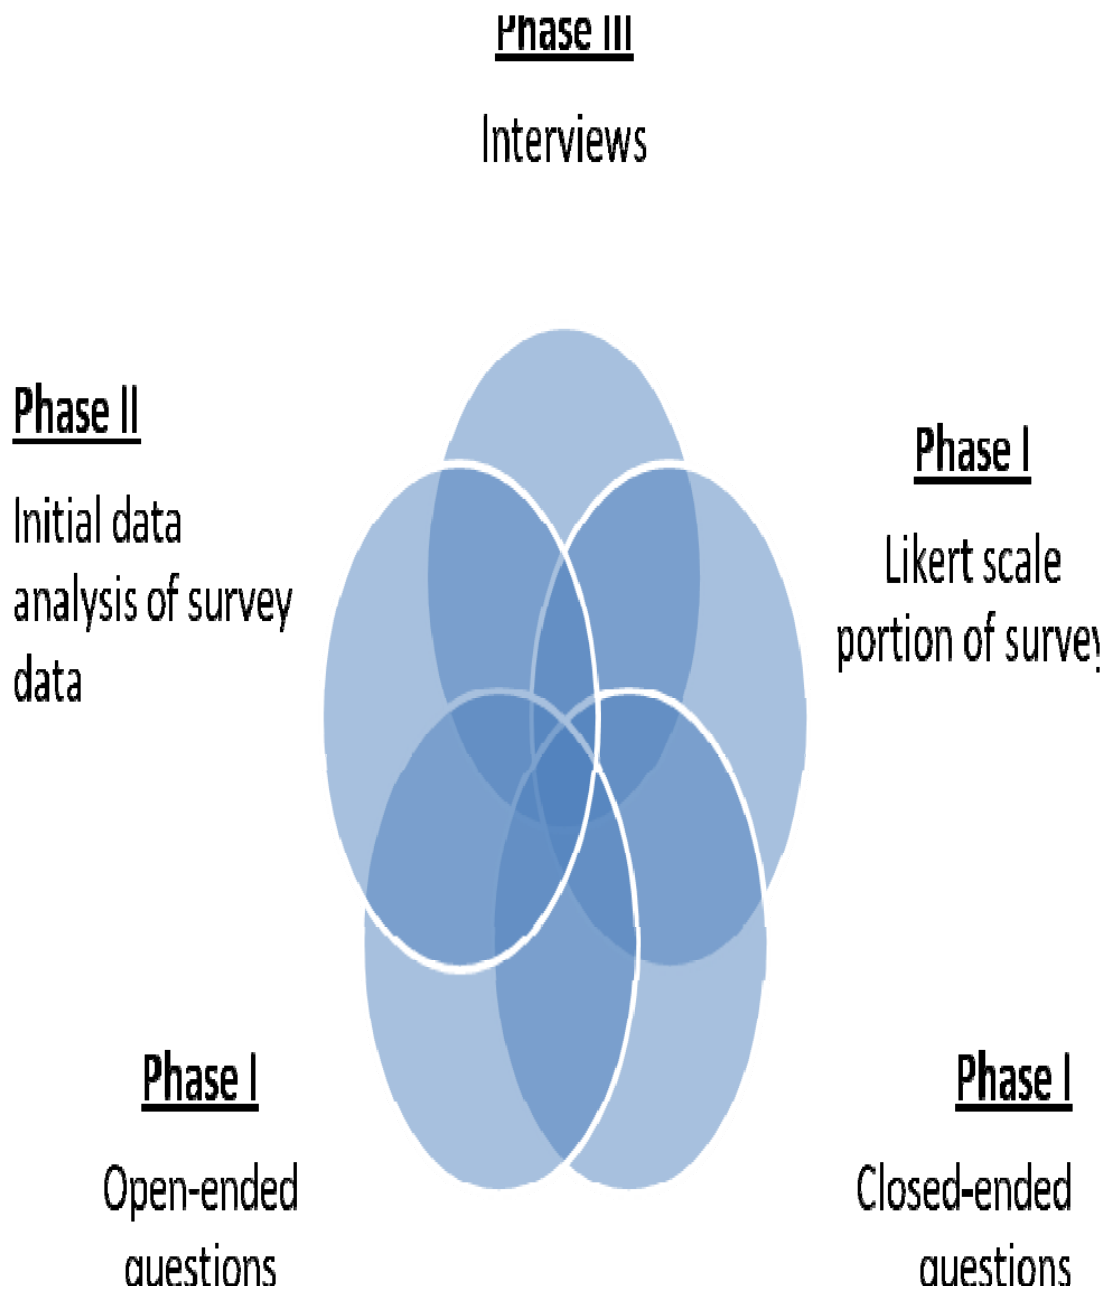 Phase III
Interviews
Phase II
Initial data
analysis of survey
data
Phase I
Likert scale
portion of survey
Phase I
Open-ended
questions
Phase I
Closed-ended
questions